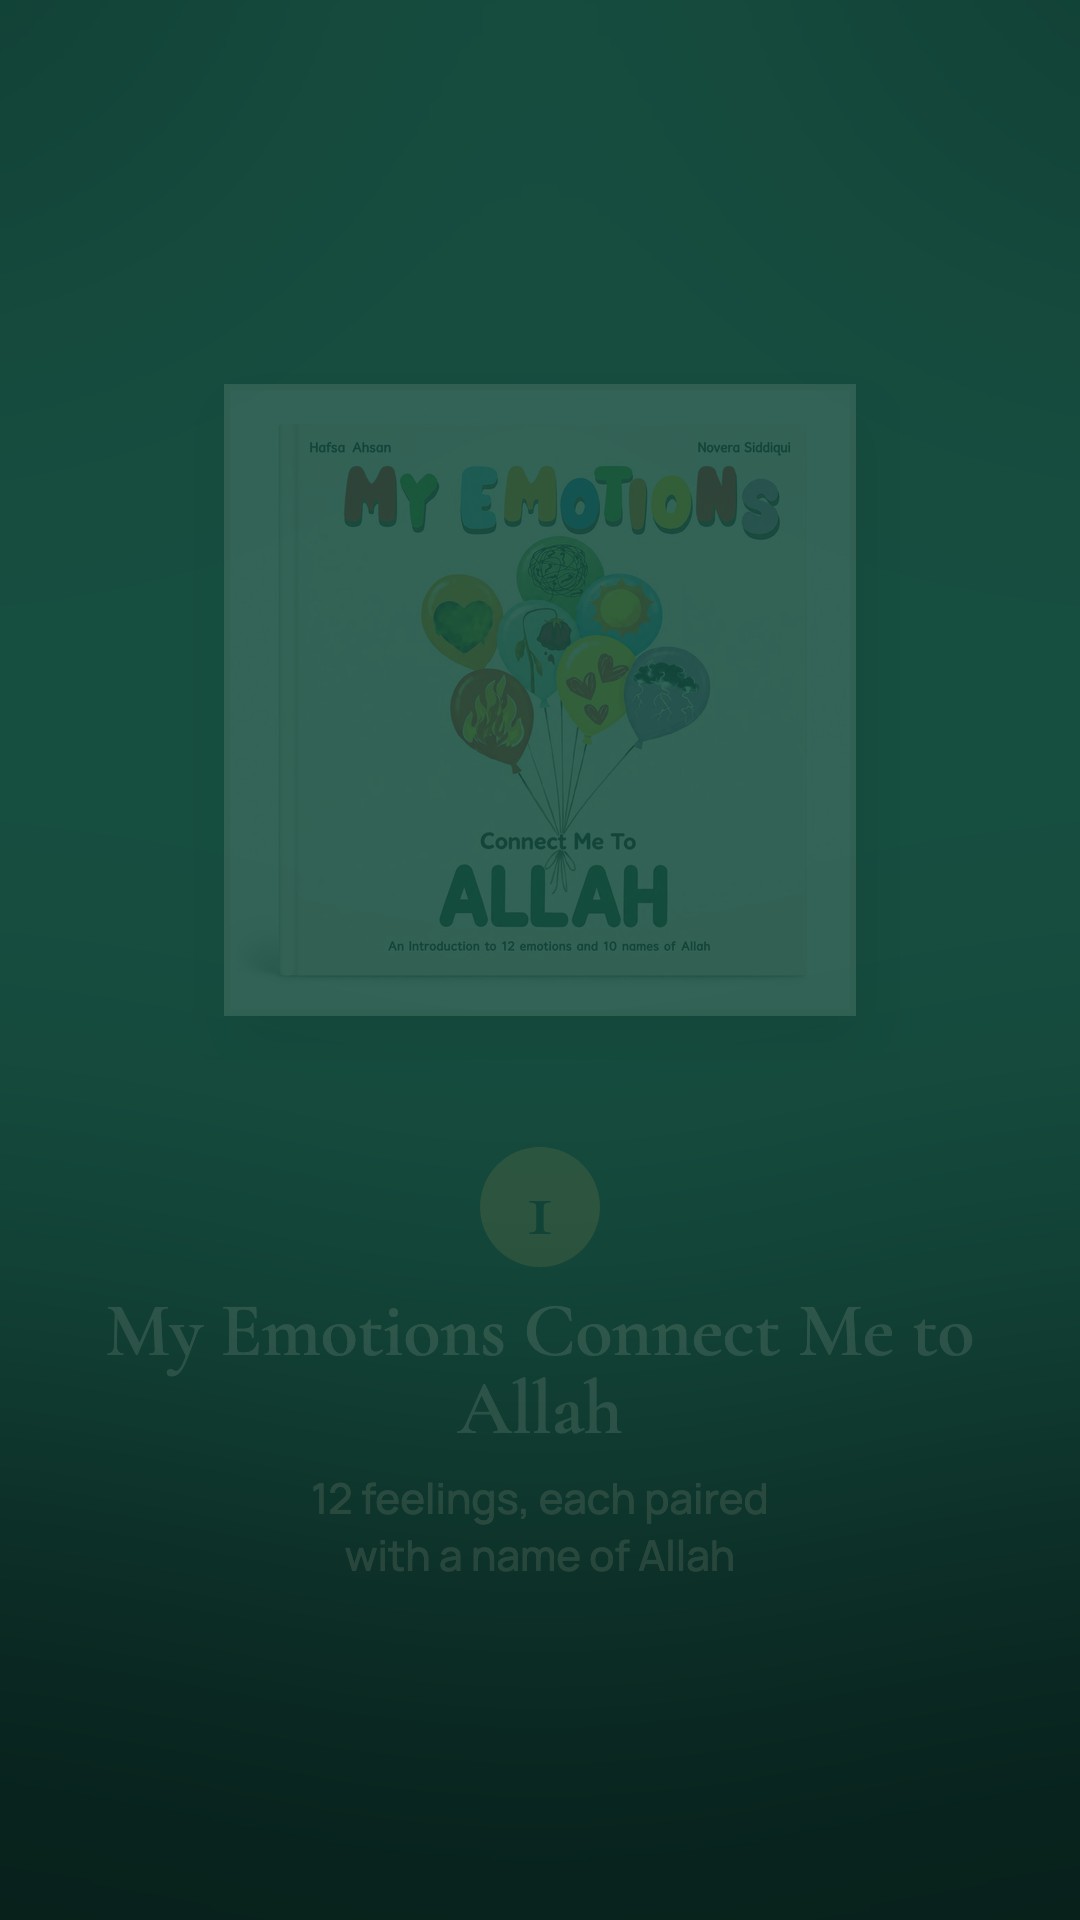 Hafsa Ahsan
Novera Siddiqui
MY EMOTIONS
Connect Me To
ALLAH
An Introduction to 12 emotions and 10 names of Allah
1
My Emotions Connect Me to
Allah
12 feelings, each paired
with a name of Allah